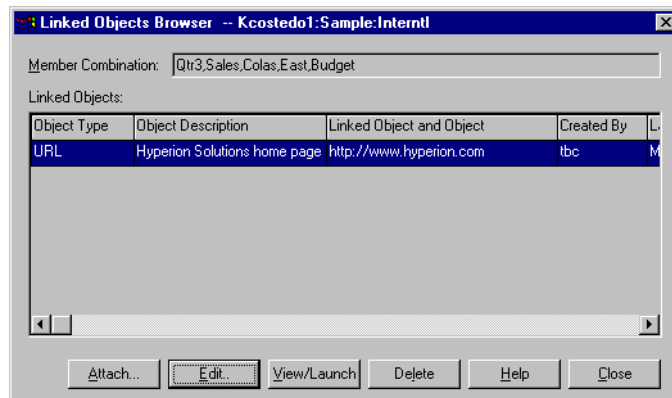 Linked Objects Browser -- Kcostedo1:Sample:Interntl
Member Combination: Qtr3,Sales,Colas,East,Budget
Linked Objects:
Object Type Object Description Linked Object and Object Created By La
URL Hyperion Solutions home page http://www.hyperion.com tbc M
Attach... Edit.. View/Launch Delete Help Close